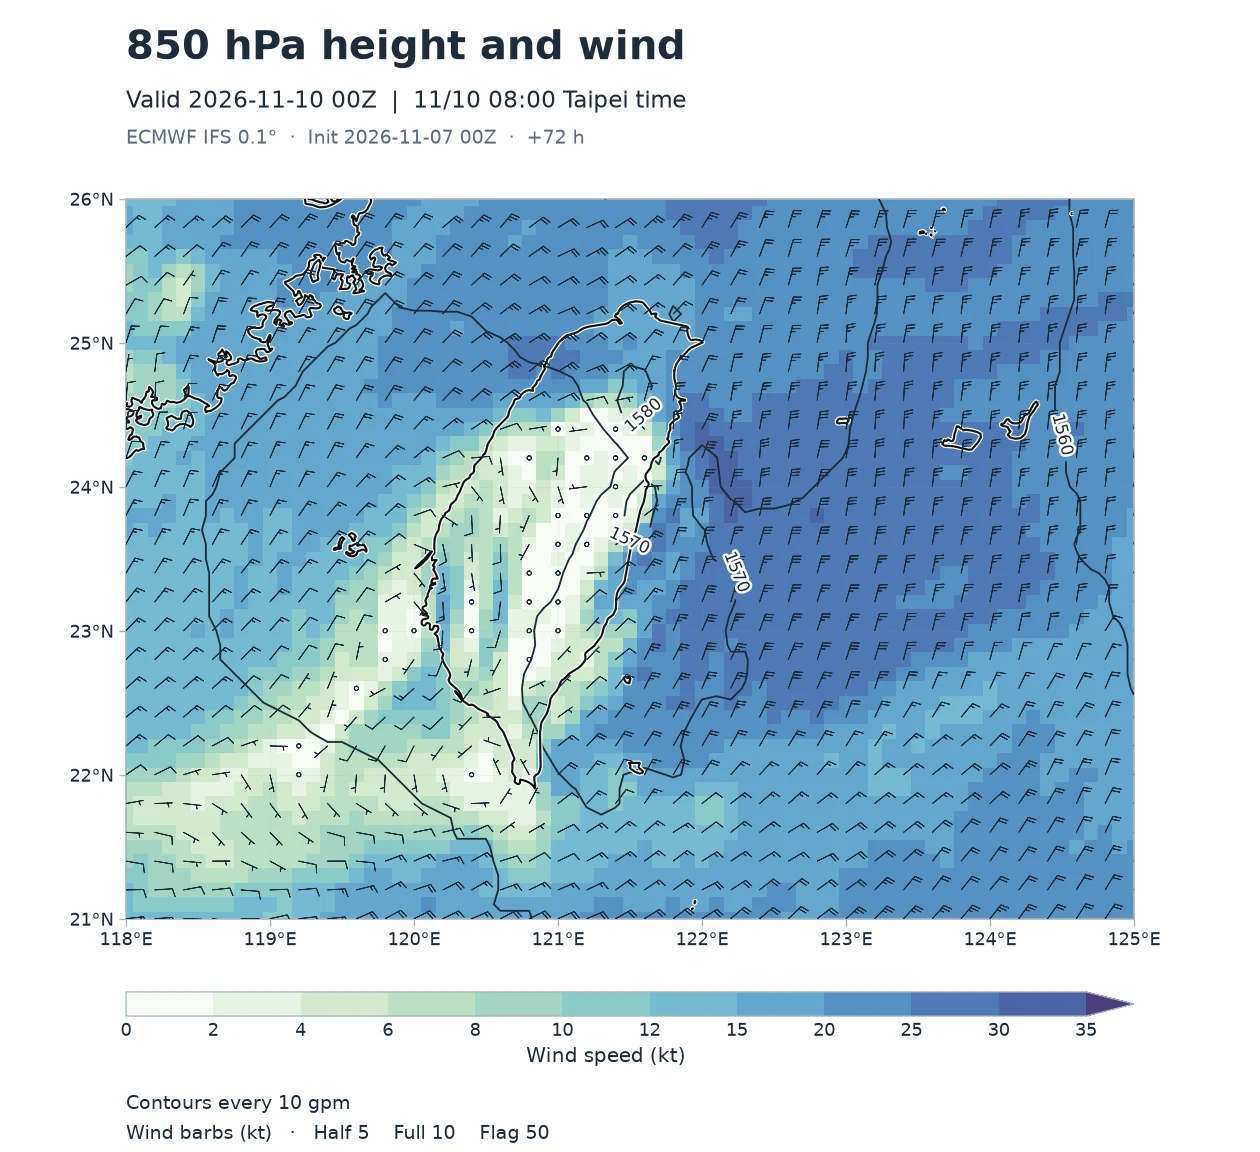 850 hPa height and wind
Valid 2026-11-10 00Z | 11/10 08:00 Taipei time
ECMWF IFS 0.1° · Init 2026-11-07 00Z · +72 h
26°N
25°N
24°N
23°N
22°N
21°N
1580
1560
1570
1570
118°E 119°E 120°E 121°E 122°E 123°E 124°E 125°E
0 2 4 6 8 10 12 15 20 25 30 35
Wind speed (kt)
Contours every 10 gpm
Wind barbs (kt) · Half 5 Full 10 Flag 50